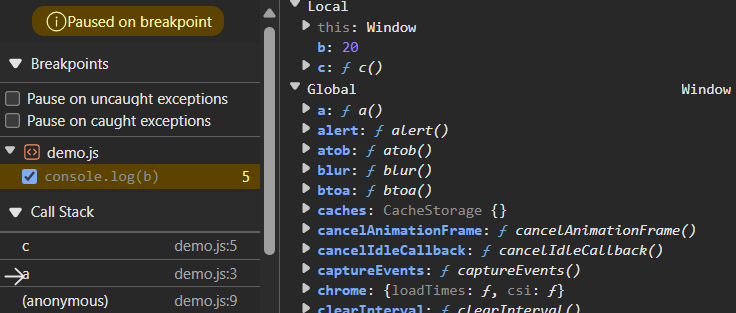 Paused on breakpoint
Breakpoints
Pause on uncaught exceptions
Pause on caught exceptions
demo.js
console.log(b) 5
Call Stack
c demo.js:5
a demo.js:3
(anonymous) demo.js:9
Local
this: Window
b: 20
c: ƒ c()
Global Window
a: ƒ a()
alert: ƒ alert()
atob: ƒ atob()
blur: ƒ blur()
btoa: ƒ btoa()
caches: CacheStorage {}
cancelAnimationFrame: ƒ cancelAnimationFrame()
cancelIdleCallback: ƒ cancelIdleCallback()
captureEvents: ƒ captureEvents()
chrome: {loadTimes: ƒ, csi: ƒ}
clearInterval: ƒ clearInterval()